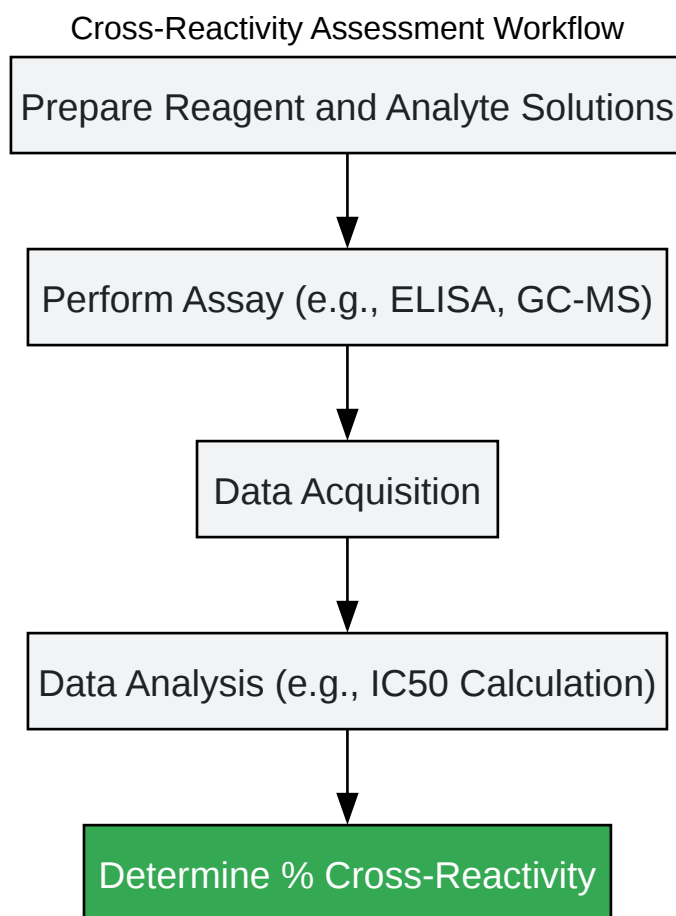 Cross-Reactivity Assessment Workflow
Prepare Reagent and Analyte Solutions
Perform Assay (e.g., ELISA, GC-MS)
Data Acquisition
Data Analysis (e.g., IC50 Calculation)
Determine % Cross-Reactivity